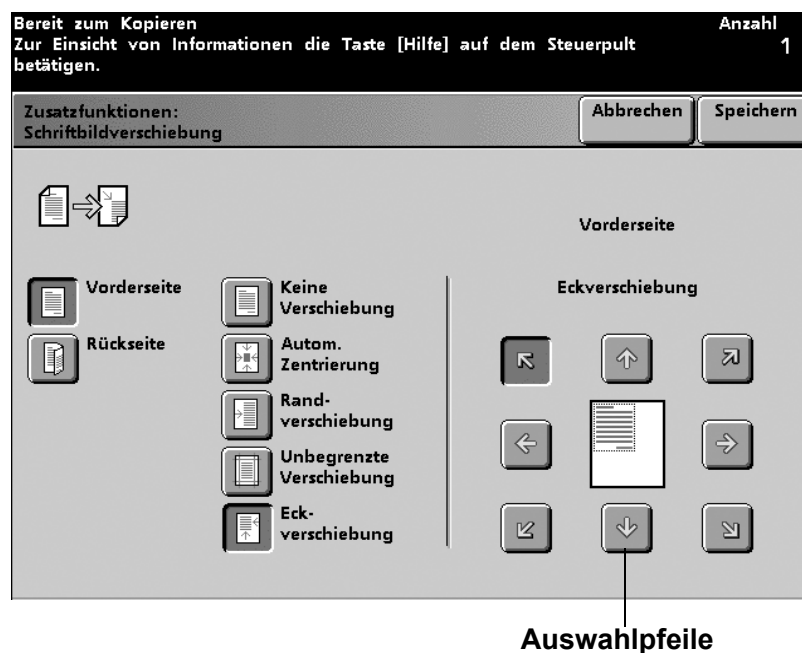 Bereit zum Kopieren
Zur Einsicht von Informationen die Taste [Hilfe] auf dem Steuerpult
betätigen.
Anzahl
1
Zusatzfunktionen:
Schriftbildverschiebung
Abbrechen
Speichern
Vorderseite
Rückseite
Keine
Verschiebung
Autom.
Zentrierung
Rand-
verschiebung
Unbegrenzte
Verschiebung
Eck-
verschiebung
Vorderseite
Eckverschiebung
Auswahlpfeile